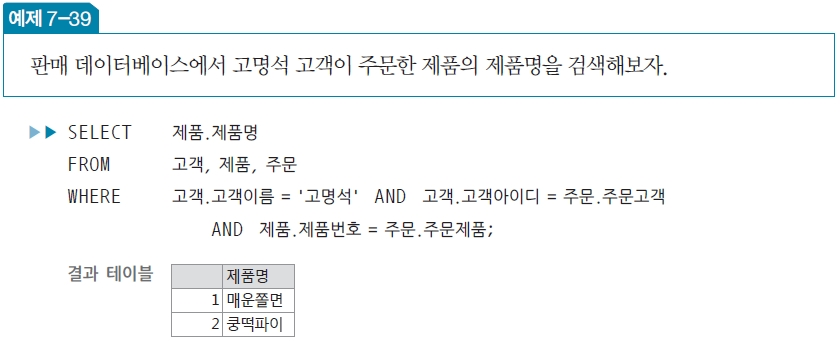 예제 7-39
판매 데이터베이스에서 고명석 고객이 주문한 제품의 제품명을 검색해보자.
▶▶ SELECT 제품.제품명
FROM 고객, 제품, 주문
WHERE 고객.고객이름 = '고명석' AND 고객.고객아이디 = 주문.주문고객
AND 제품.제품번호 = 주문.주문제품;
결과 테이블
제품명
1 매운쫄면
2 쿵떡파이